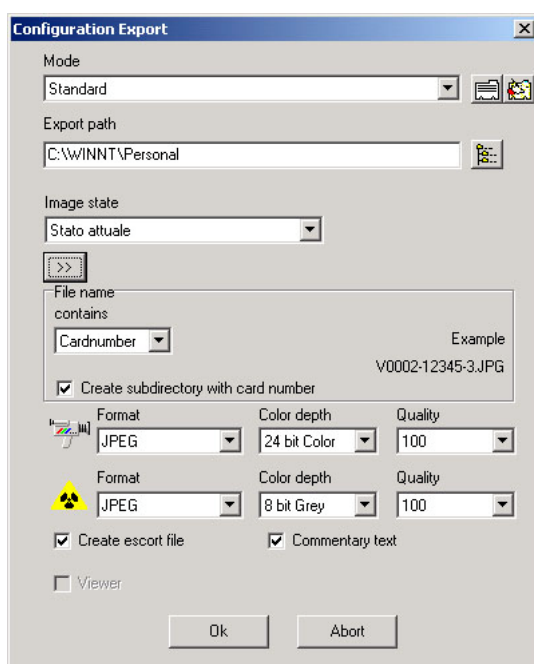 Configuration Export
Mode
Standard
Export path
C:\WINNT\Personal
Image state
Stato attuale
>>
File name
contains
Cardnumber
Example
V0002-12345-3.JPG
Create subdirectory with card number
Format Color depth Quality
JPEG 24 bit Color 100
Format Color depth Quality
JPEG 8 bit Grey 100
Create escort file Commentary text
Viewer
Ok Abort